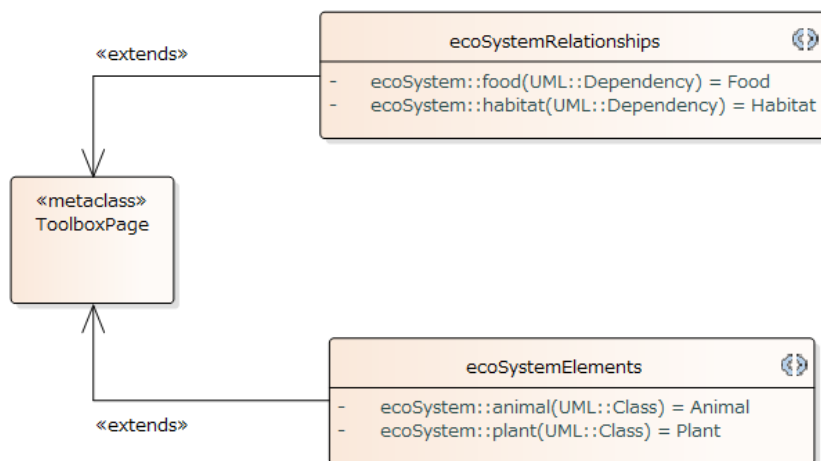 ecoSystemRelationships
«extends»
- ecoSystem::food(UML::Dependency) = Food
- ecoSystem::habitat(UML::Dependency) = Habitat
«metaclass»
ToolboxPage
ecoSystemElements
- ecoSystem::animal(UML::Class) = Animal
- ecoSystem::plant(UML::Class) = Plant
«extends»